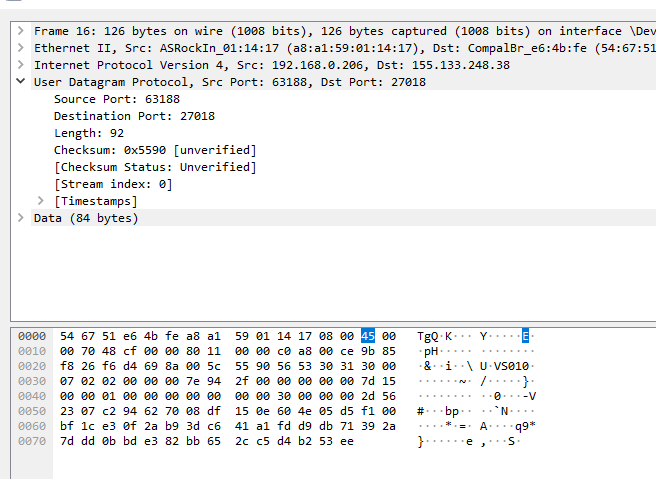 Frame 16: 126 bytes on wire (1008 bits), 126 bytes captured (1008 bits) on interface \Dev
Ethernet II, Src: ASRockIn_01:14:17 (a8:a1:59:01:14:17), Dst: CompalBr_e6:4b:fe (54:67:51
Internet Protocol Version 4, Src: 192.168.0.206, Dst: 155.133.248.38
User Datagram Protocol, Src Port: 63188, Dst Port: 27018
Source Port: 63188
Destination Port: 27018
Length: 92
Checksum: 0x5590 [unverified]
[Checksum Status: Unverified]
[Stream index: 0]
[Timestamps]
Data (84 bytes)
0000 54 67 51 e6 4b fe a8 a1 59 01 14 17 08 00 45 00 TgQ·K···Y·····E·
0010 00 70 48 cf 00 00 80 11 00 00 c0 a8 00 ce 9b 85 ·pH·············
0020 f8 26 f6 d4 69 8a 00 5c 55 90 56 53 30 31 30 00 ·&··i··\U·VS010·
0030 07 02 02 00 00 00 7e 94 2f 00 00 00 00 00 7d 15 ······~·/·····}·
0040 00 00 01 00 00 00 00 00 00 00 30 00 00 00 2d 56 ··········0···-V
0050 23 07 c2 94 62 70 08 df 15 0e 60 4e 05 d5 f1 00 #···bp····`N····
0060 bf 1c e3 0f 2a b9 3d c6 41 a1 fd d9 db 71 39 2a ····*·=·A····q9*
0070 7d dd 0b bd e3 82 bb 65 2c c5 d4 b2 53 ee }······e,···S·